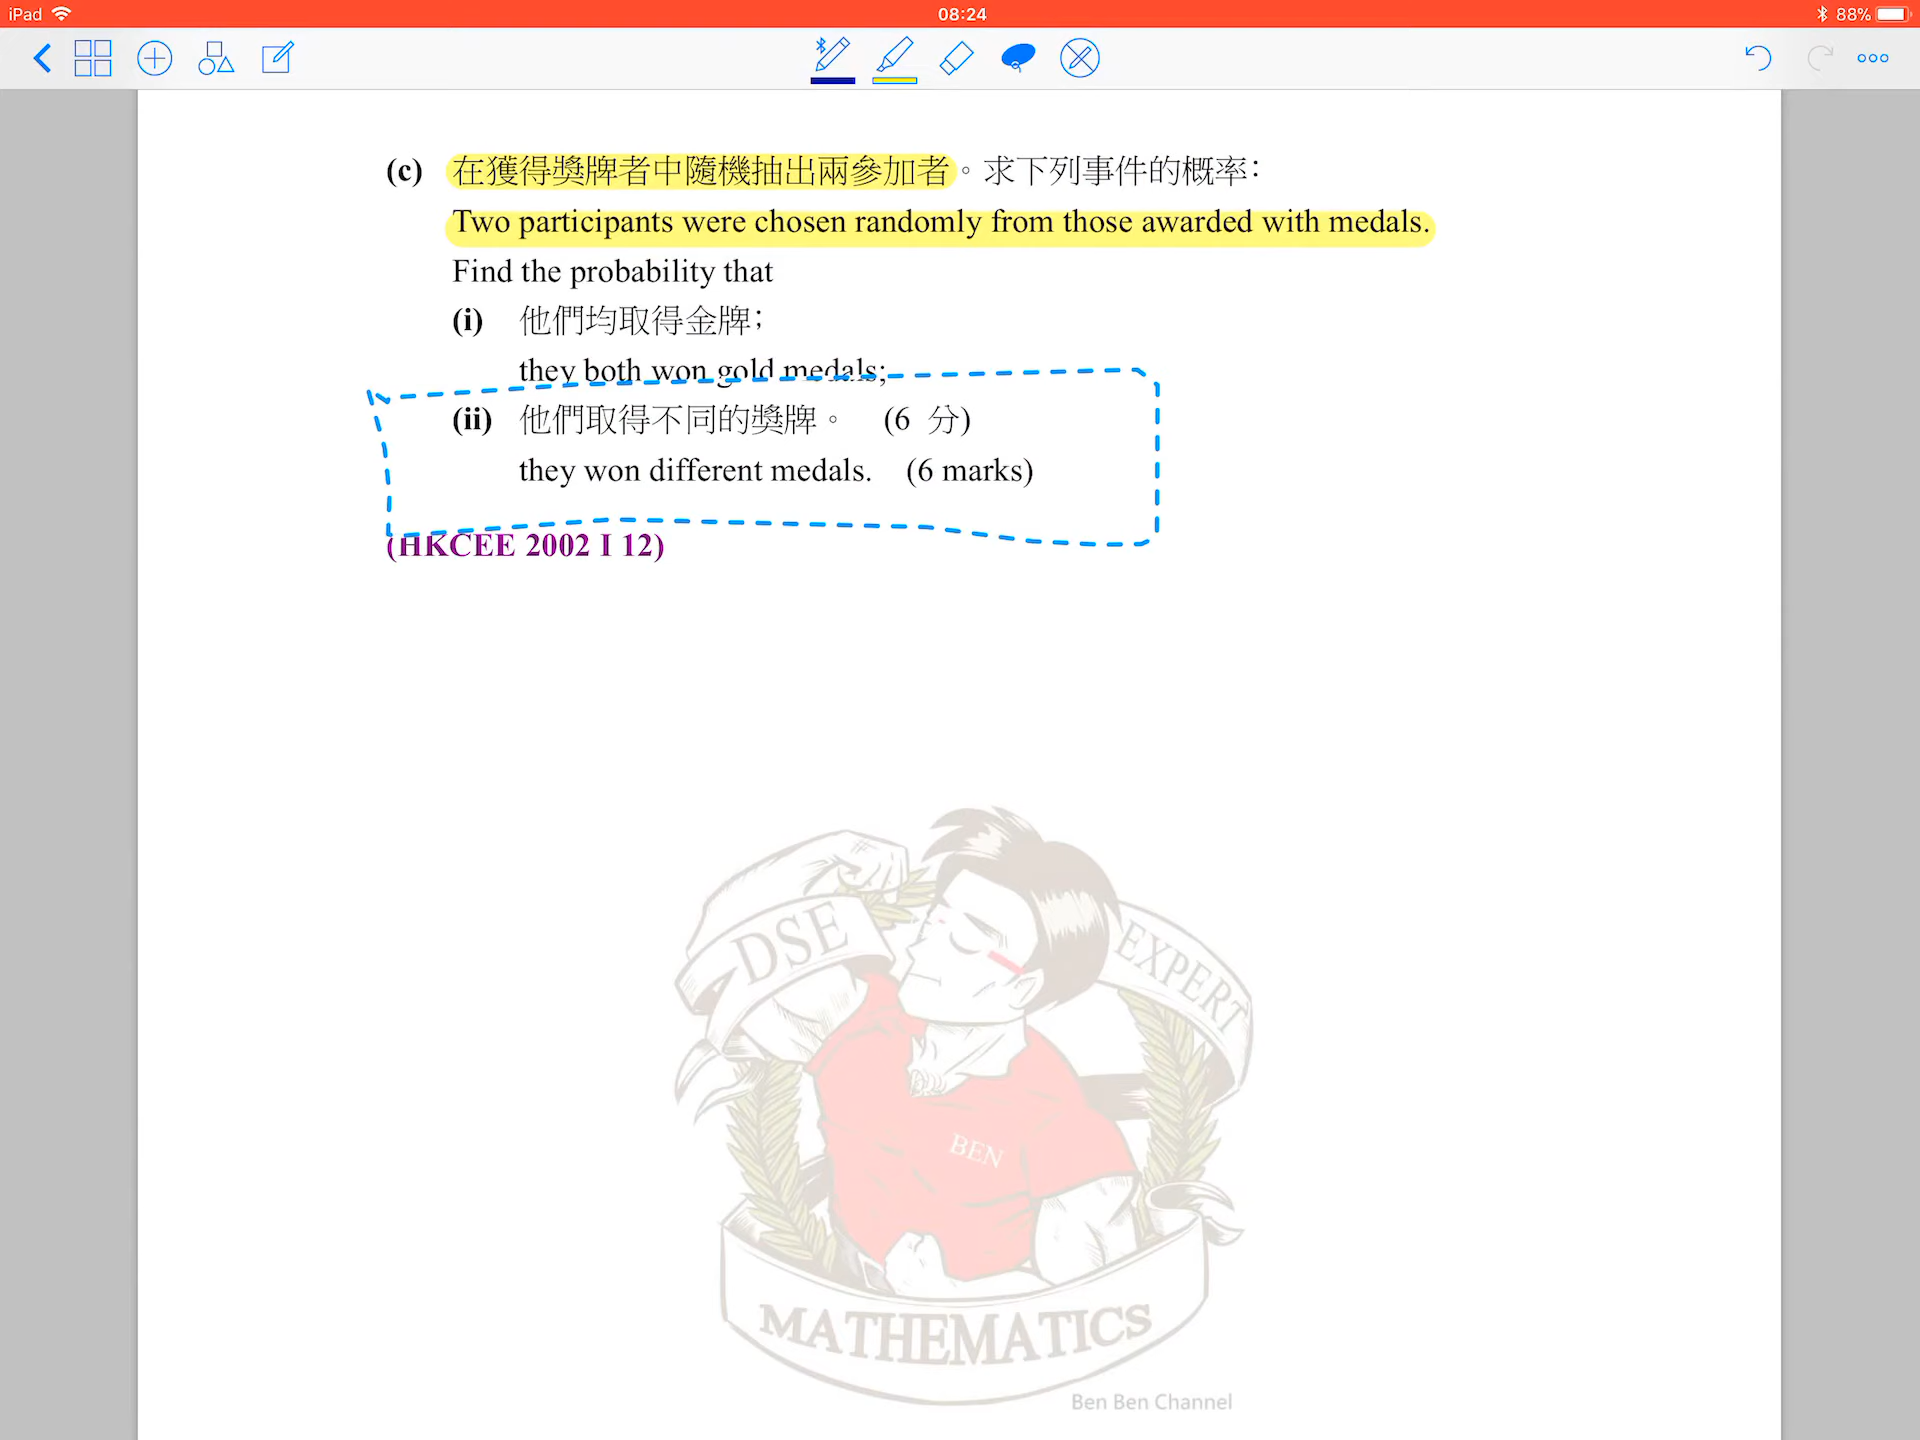 iPad
08:24
88%
(c) 在獲得獎牌者中隨機抽出兩參加者。求下列事件的概率：
Two participants were chosen randomly from those awarded with medals.
Find the probability that
(i) 他們均取得金牌；
they both won gold medals;
(ii) 他們取得不同的獎牌。 (6 分)
they won different medals. (6 marks)
(HKCEE 2002 I 12)
DSE
EXPERT
BEN
MATHEMATICS
Ben Ben Channel